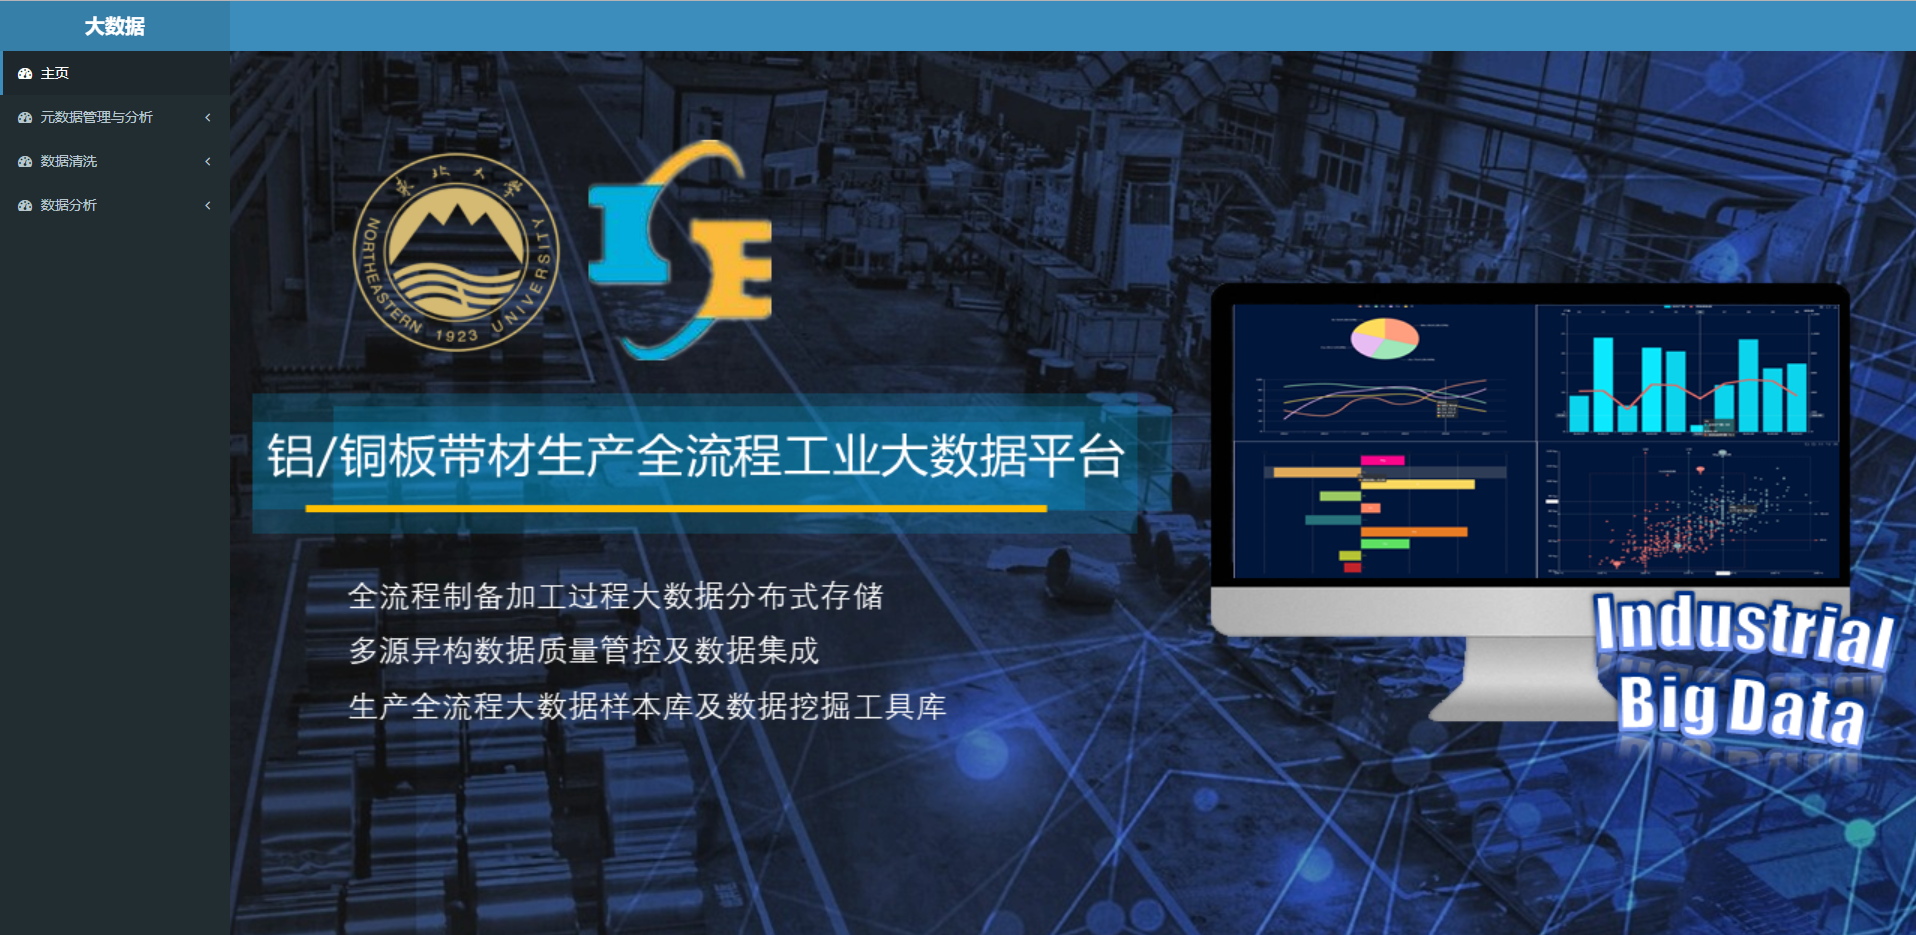 大数据
主页
元数据管理与分析
数据清洗
数据分析
东北大学
NORTHEASTERN 1923 UNIVERSITY
铝/铜板带材生产全流程工业大数据平台
全流程制备加工过程大数据分布式存储
多源异构数据质量管控及数据集成
生产全流程大数据样本库及数据挖掘工具库
Industrial
Big Data